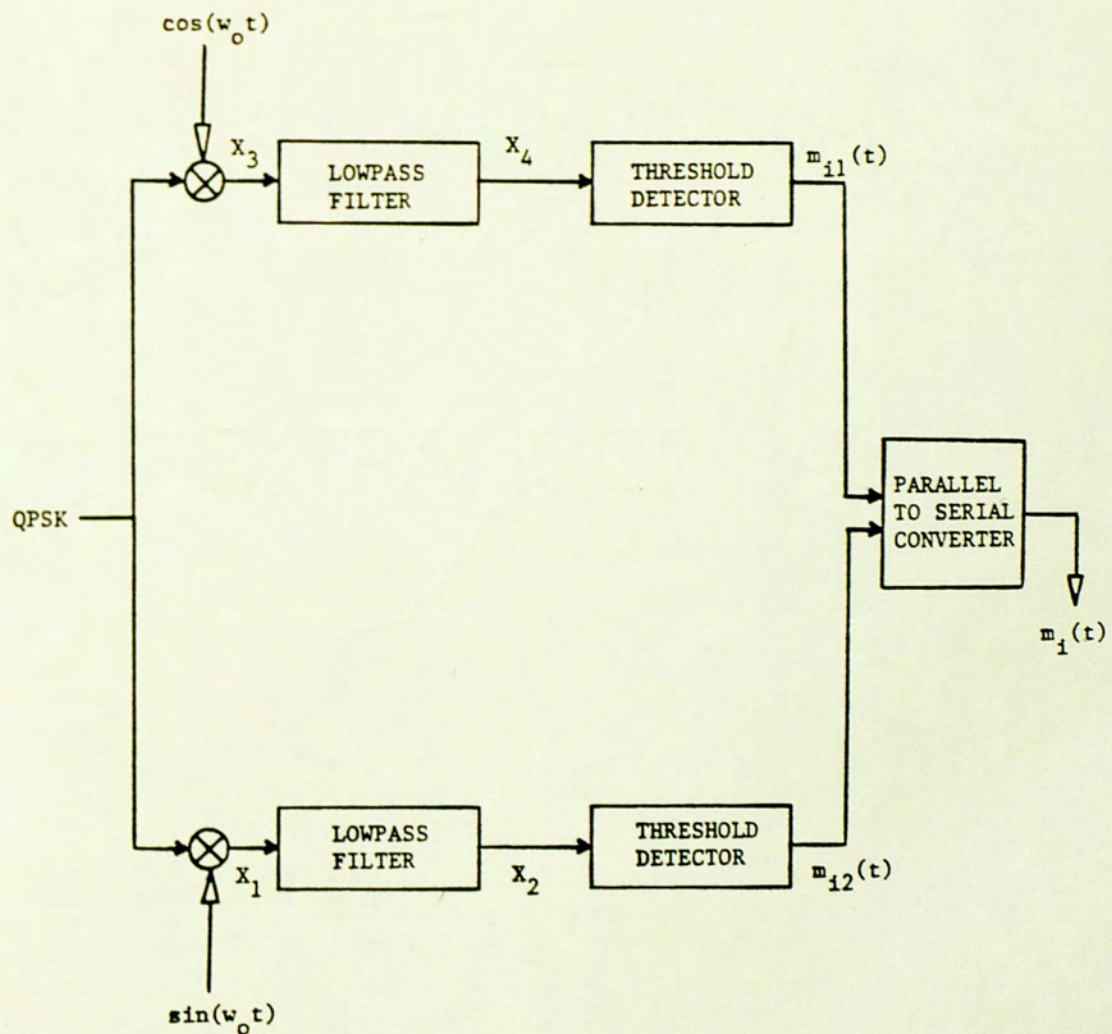 cos(w_o t)
X_3
LOWPASS
FILTER
X_4
THRESHOLD
DETECTOR
m_i1(t)
QPSK
PARALLEL
TO SERIAL
CONVERTER
m_i(t)
X_1
LOWPASS
FILTER
X_2
THRESHOLD
DETECTOR
m_i2(t)
sin(w_o t)